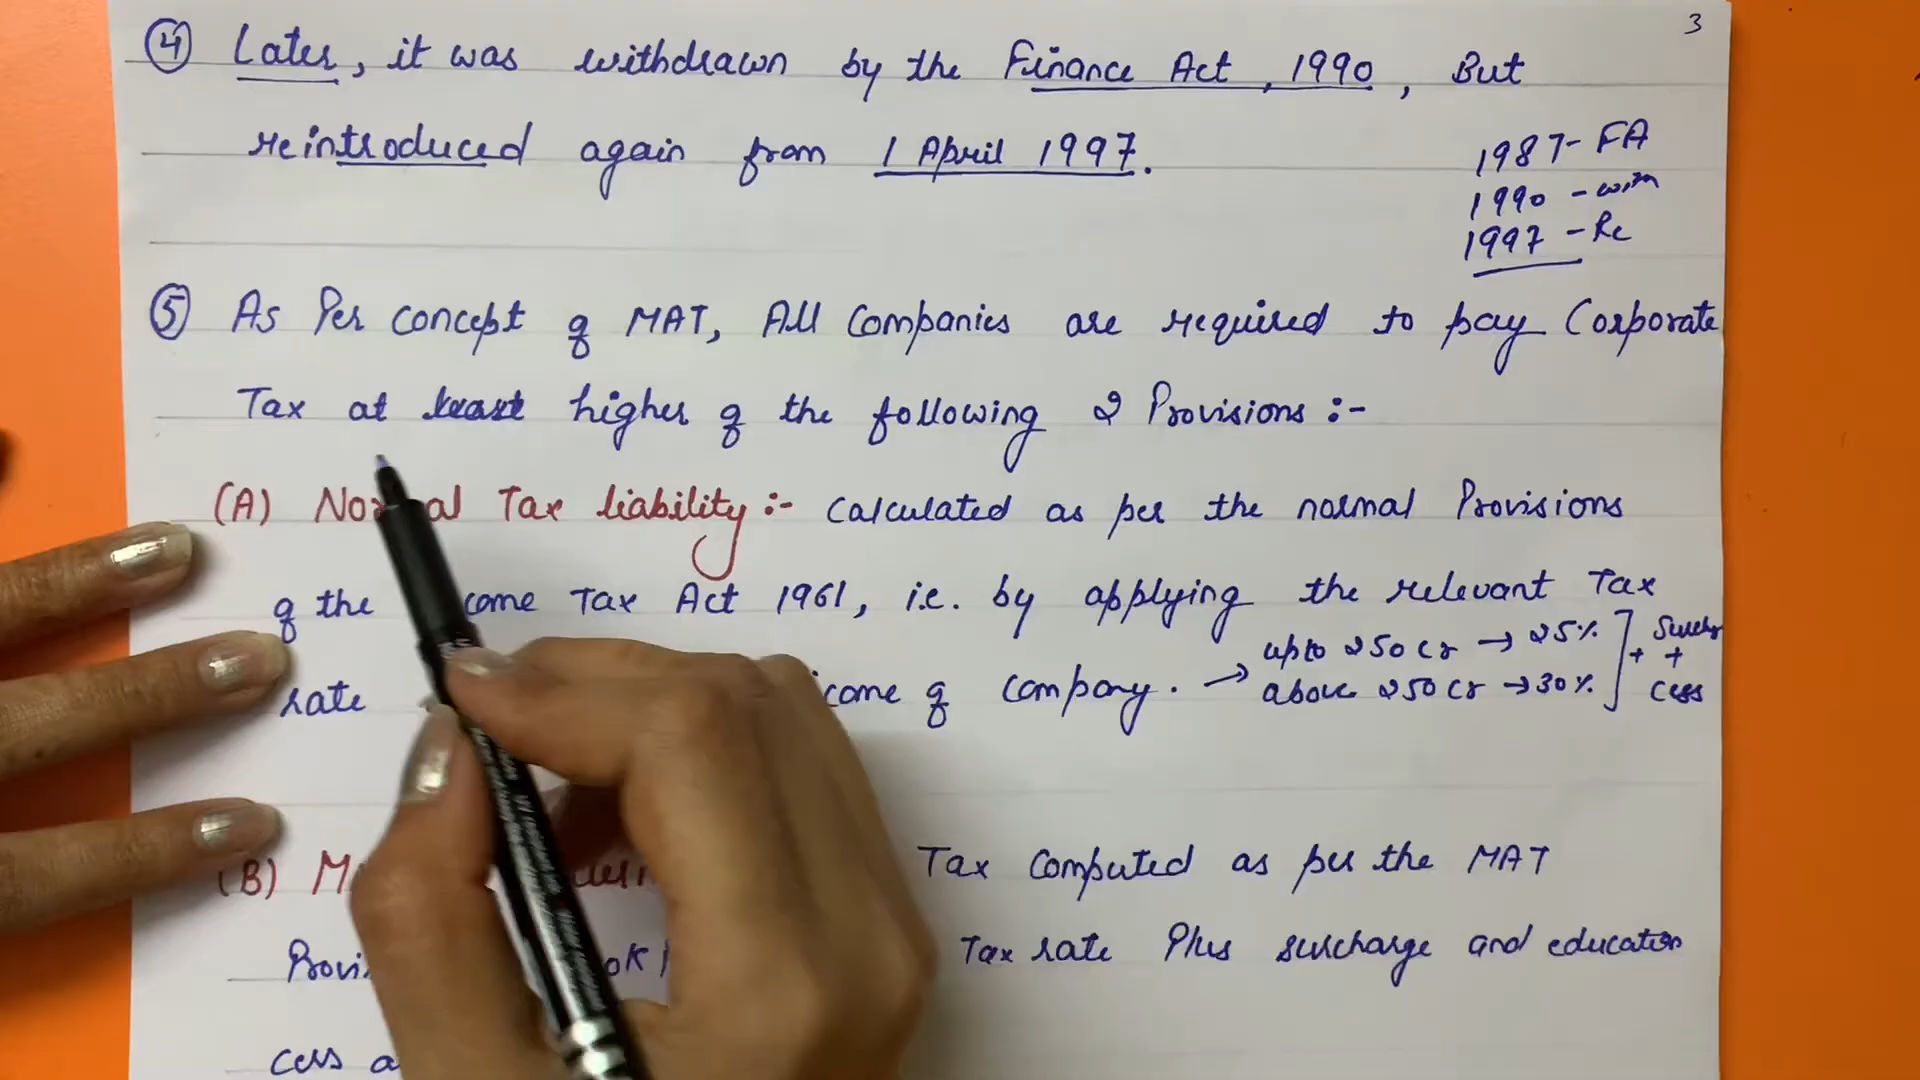 3
④ Later, it was withdrawn by the Finance Act, 1990, But
reintroduced again from 1 April 1997.
1987- FA
1990 - with
1997 - Re
⑤ As Per concept of MAT, All Companies are required to pay Corporate
Tax at least higher of the following 2 Provisions :-
(A) Normal Tax liability :- Calculated as per the normal Provisions
of the come Tax Act 1961, i.e. by applying the relevant Tax
rate come of company. → upto 250 Cr → 25% + Surchr
above 250 Cr → 30% + Cess
(B) M Tax Computed as per the MAT
Provi ook Tax rate Plus surcharge and education
Cess a